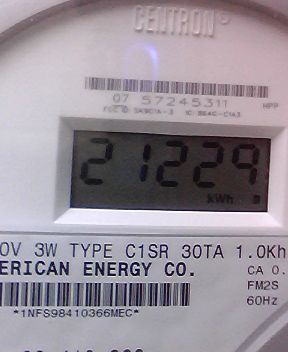 CENTRON®
07 57245311 HPP
21229
kWh
0V 3W TYPE C1SR 30TA 1.0Kh
ERICAN ENERGY CO.
CA 0.
FM2S
60Hz
*1NFS98410366MEC*